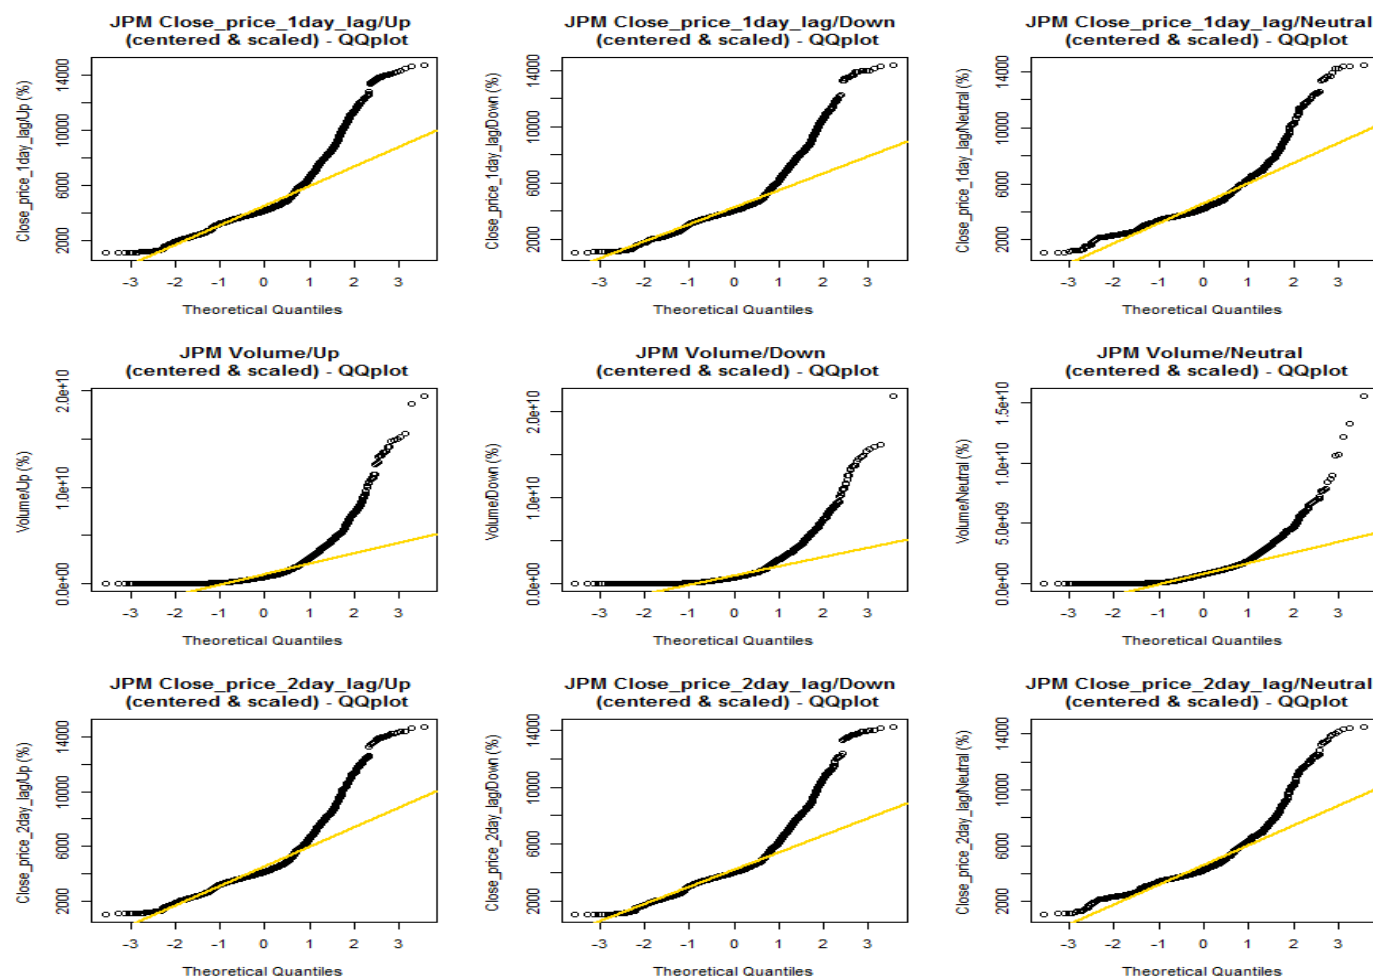 JPM Close_price_1day_lag/Up
(centered & scaled) - QQplot
Close_price_1day_lag/Up (%)
2000 6000 10000 14000
-3 -2 -1 0 1 2 3
Theoretical Quantiles
JPM Close_price_1day_lag/Down
(centered & scaled) - QQplot
Close_price_1day_lag/Down (%)
2000 6000 10000 14000
-3 -2 -1 0 1 2 3
Theoretical Quantiles
JPM Close_price_1day_lag/Neutral
(centered & scaled) - QQplot
Close_price_1day_lag/Neutral (%)
2000 6000 10000 14000
-3 -2 -1 0 1 2 3
Theoretical Quantiles
JPM Volume/Up
(centered & scaled) - QQplot
Volume/Up (%)
0.0e+00 1.0e+10 2.0e+10
-3 -2 -1 0 1 2 3
Theoretical Quantiles
JPM Volume/Down
(centered & scaled) - QQplot
Volume/Down (%)
0.0e+00 1.0e+10 2.0e+10
-3 -2 -1 0 1 2 3
Theoretical Quantiles
JPM Volume/Neutral
(centered & scaled) - QQplot
Volume/Neutral (%)
0.0e+00 5.0e+09 1.0e+10 1.5e+10
-3 -2 -1 0 1 2 3
Theoretical Quantiles
JPM Close_price_2day_lag/Up
(centered & scaled) - QQplot
Close_price_2day_lag/Up (%)
2000 6000 10000 14000
-3 -2 -1 0 1 2 3
Theoretical Quantiles
JPM Close_price_2day_lag/Down
(centered & scaled) - QQplot
Close_price_2day_lag/Down (%)
2000 6000 10000 14000
-3 -2 -1 0 1 2 3
Theoretical Quantiles
JPM Close_price_2day_lag/Neutral
(centered & scaled) - QQplot
Close_price_2day_lag/Neutral (%)
2000 6000 10000 14000
-3 -2 -1 0 1 2 3
Theoretical Quantiles